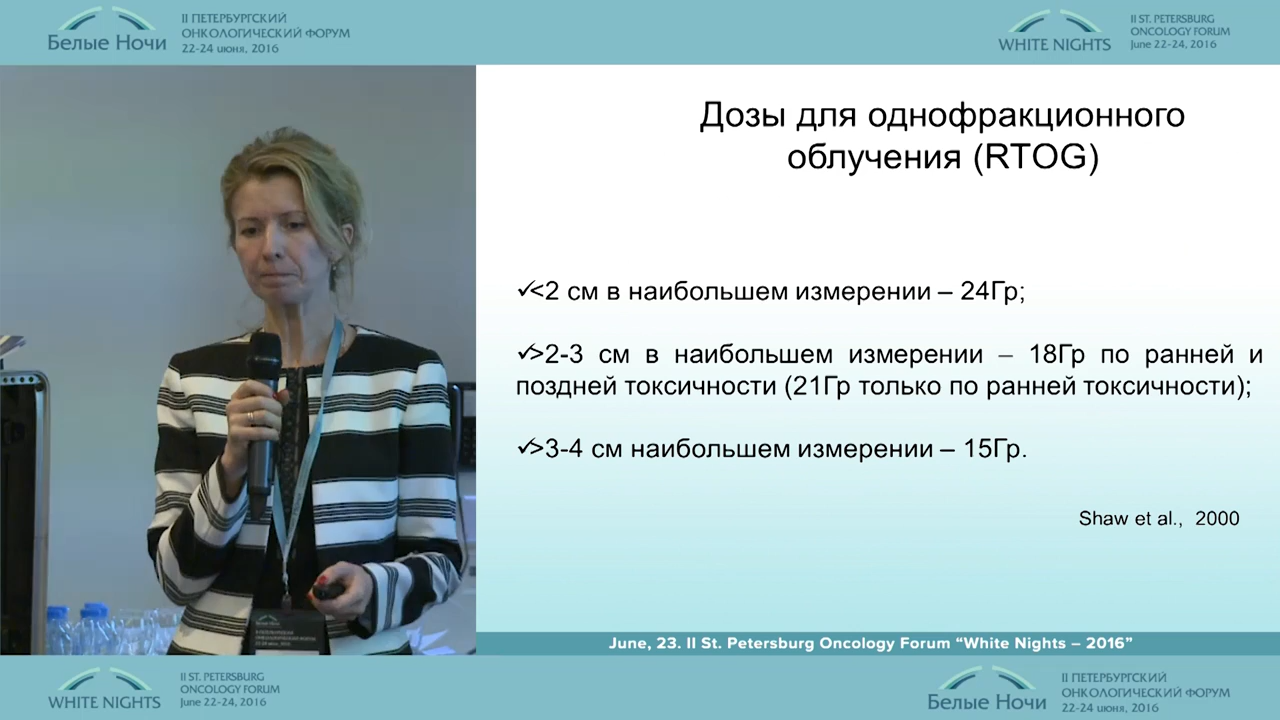 II ПЕТЕРБУРГСКИЙ
ОНКОЛОГИЧЕСКИЙ ФОРУМ
Белые Ночи
22-24 июня, 2016
II ST. PETERSBURG
ONCOLOGY FORUM
WHITE NIGHTS
June 22-24, 2016
Дозы для однофракционного
облучения (RTOG)
✓<2 см в наибольшем измерении – 24Гр;
✓>2-3 см в наибольшем измерении – 18Гр по ранней и
поздней токсичности (21Гр только по ранней токсичности);
✓>3-4 см наибольшем измерении – 15Гр.
Shaw et al., 2000
Белые Ночи
June, 23. II St. Petersburg Oncology Forum “White Nights – 2016”
II ST. PETERSBURG
ONCOLOGY FORUM
WHITE NIGHTS
June 22-24, 2016
II ПЕТЕРБУРГСКИЙ
ОНКОЛОГИЧЕСКИЙ ФОРУМ
Белые Ночи
22-24 июня, 2016